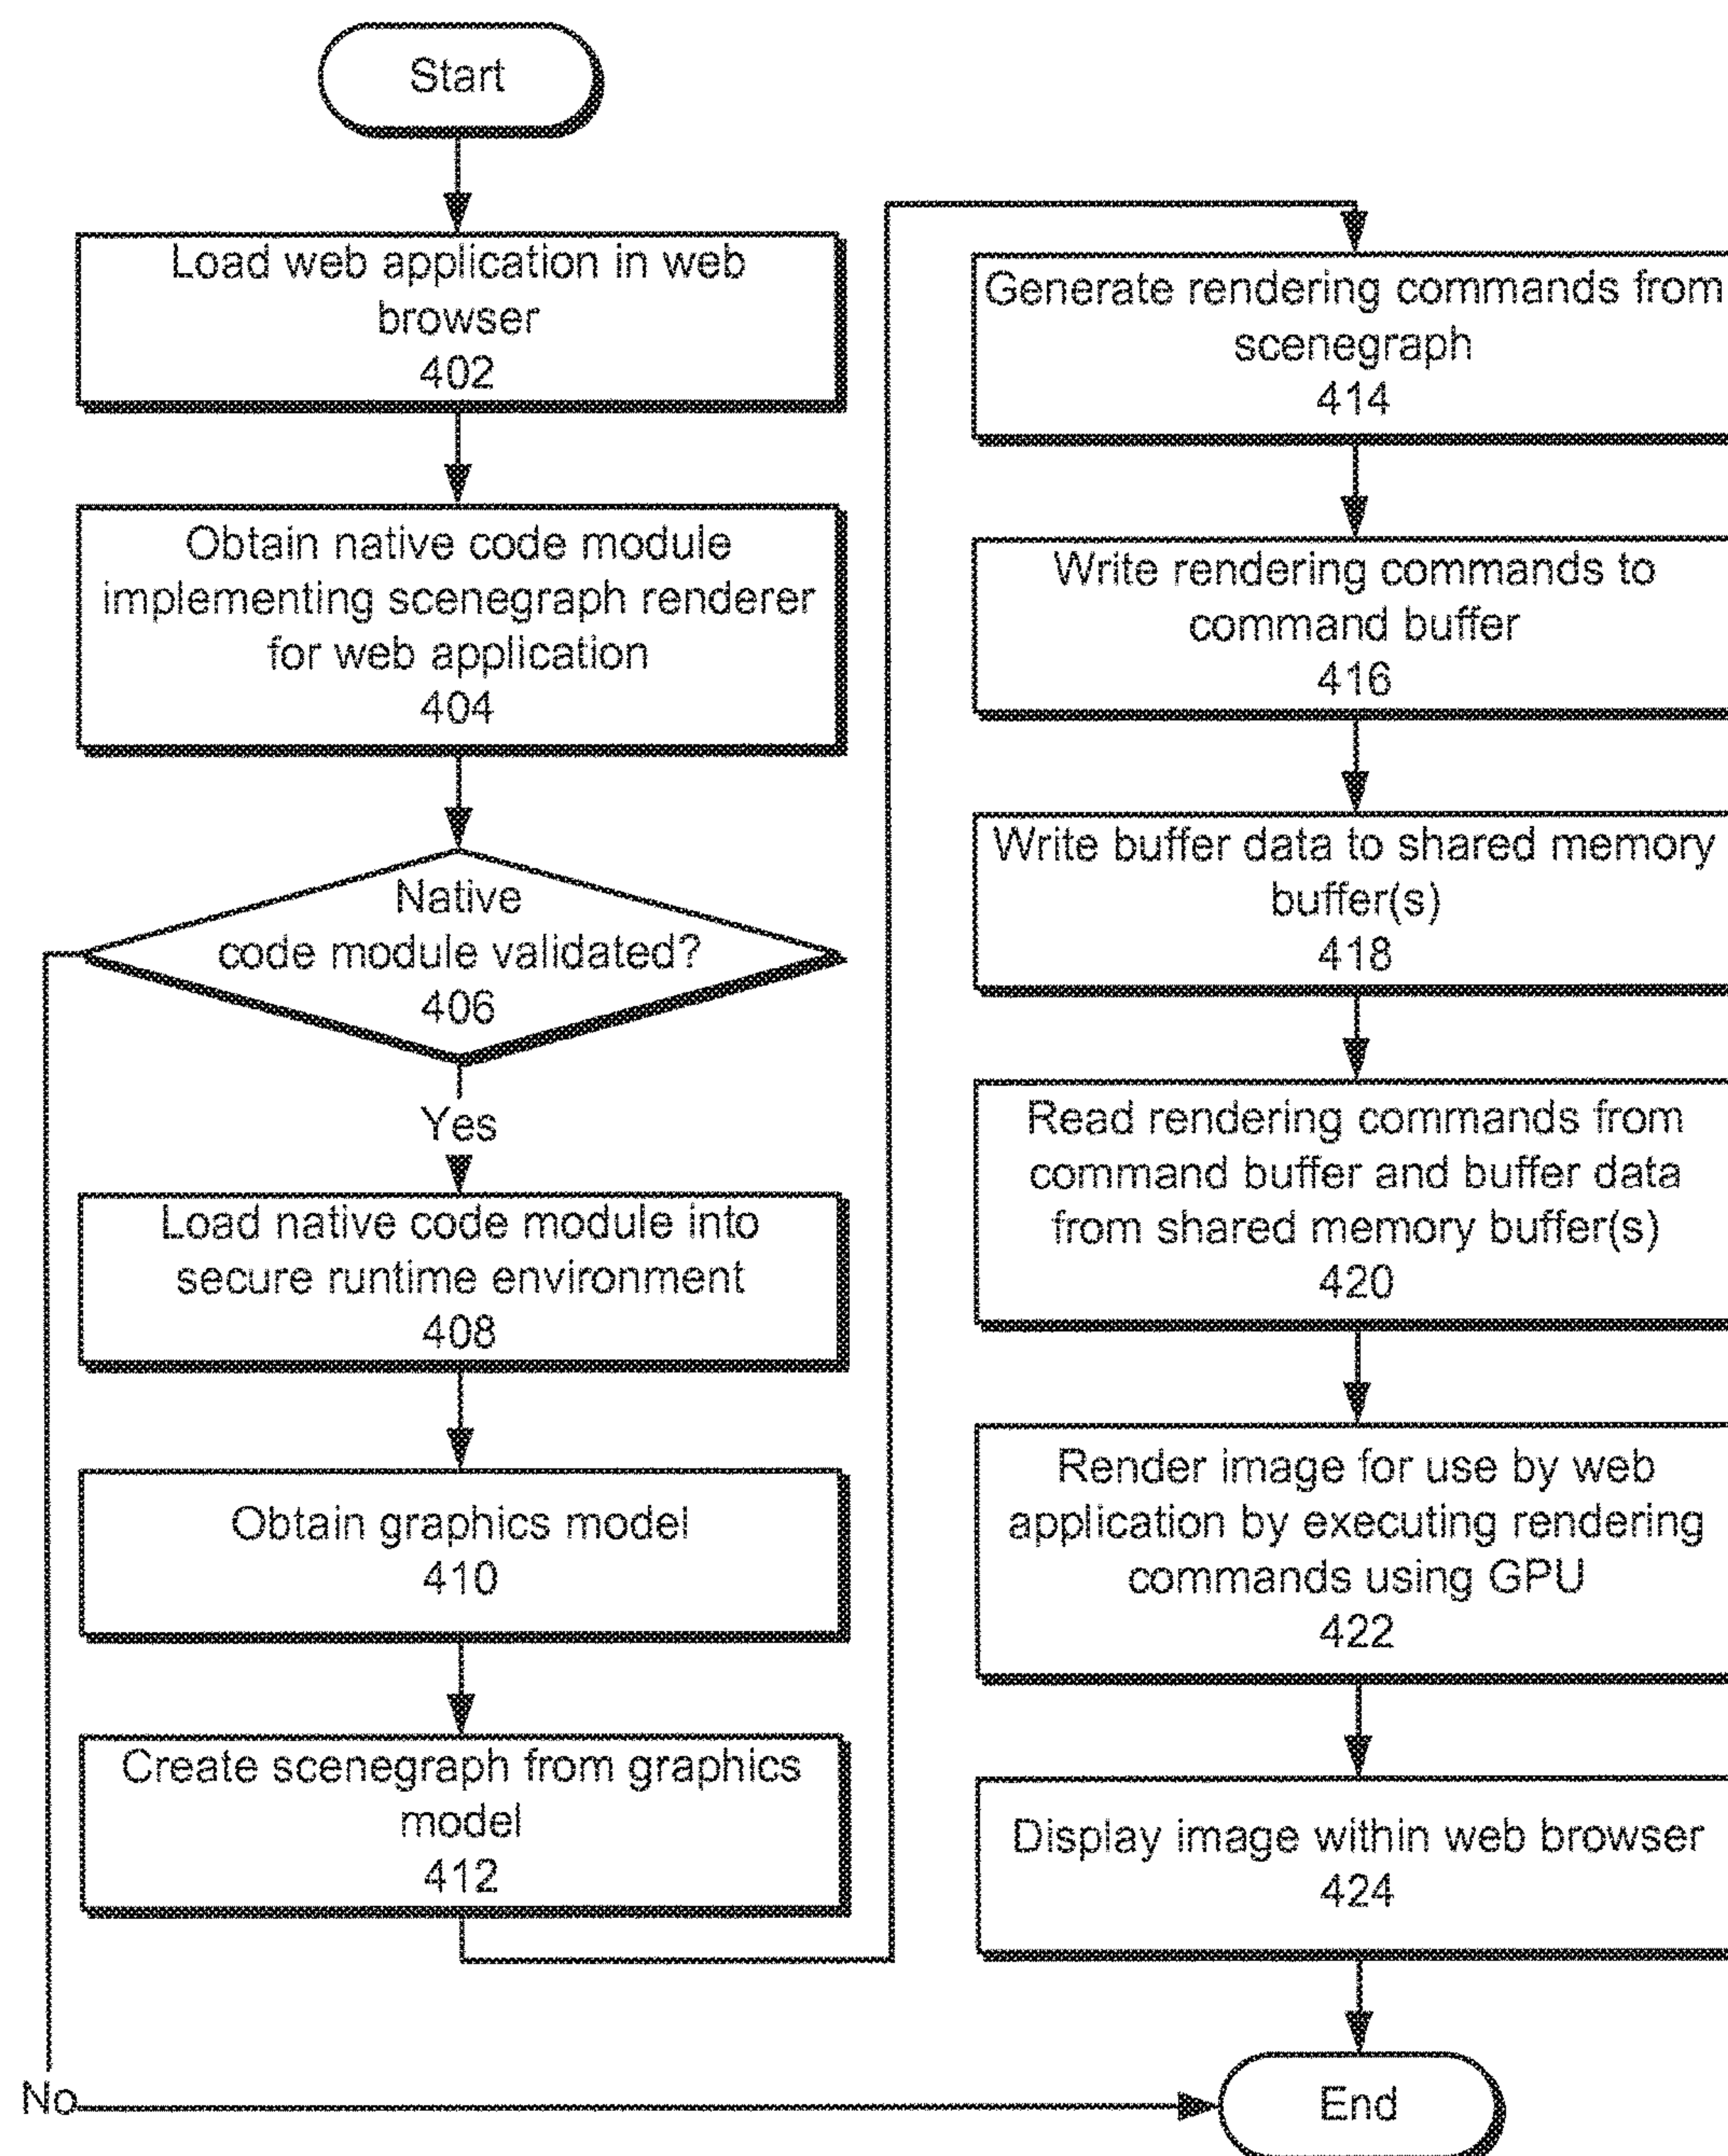 Start
Load web application in web
browser
402
Obtain native code module
implementing scenegraph renderer
for web application
404
Native
code module validated?
406
Yes
Load native code module into
secure runtime environment
408
Obtain graphics model
410
Create scenegraph from graphics
model
412
No
Generate rendering commands from
scenegraph
414
Write rendering commands to
command buffer
416
Write buffer data to shared memory
buffer(s)
418
Read rendering commands from
command buffer and buffer data
from shared memory buffer(s)
420
Render image for use by web
application by executing rendering
commands using GPU
422
Display image within web browser
424
End